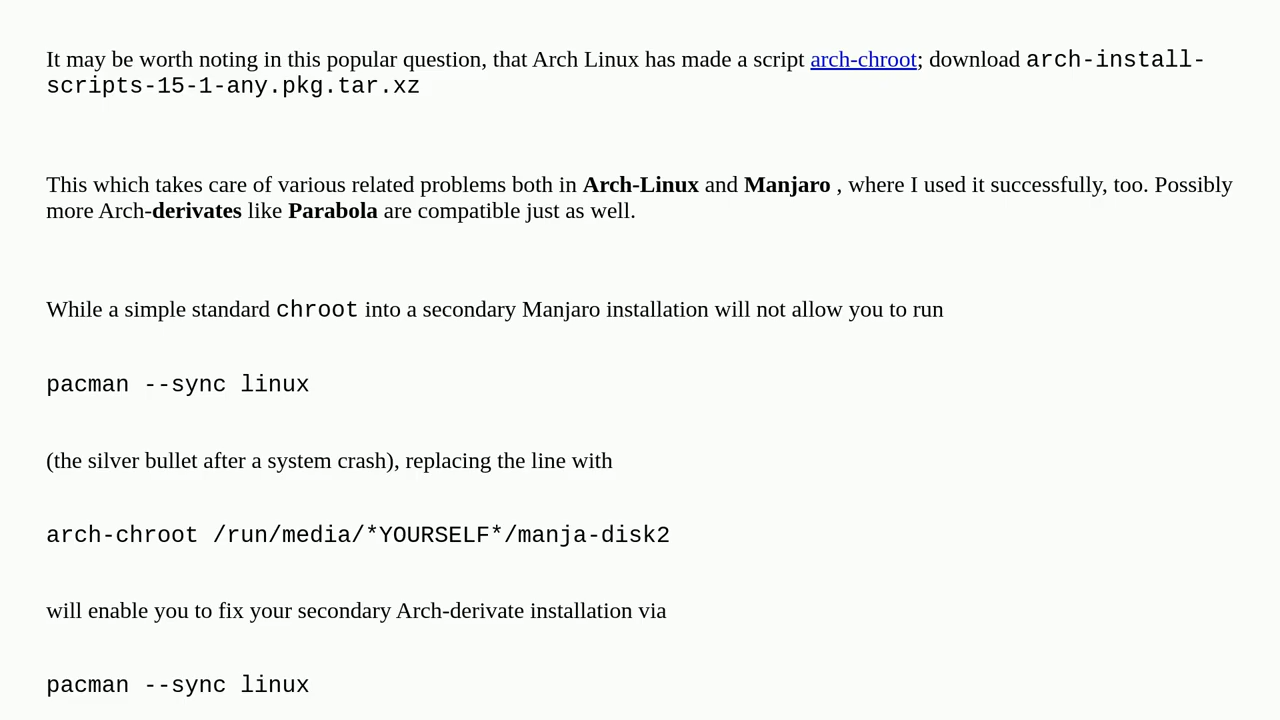 It may be worth noting in this popular question, that Arch Linux has made a script arch-chroot; download arch-install-
scripts-15-1-any.pkg.tar.xz
This which takes care of various related problems both in Arch-Linux and Manjaro , where I used it successfully, too. Possibly
more Arch-derivates like Parabola are compatible just as well.
While a simple standard chroot into a secondary Manjaro installation will not allow you to run
pacman --sync linux
(the silver bullet after a system crash), replacing the line with
arch-chroot /run/media/*YOURSELF*/manja-disk2
will enable you to fix your secondary Arch-derivate installation via
pacman --sync linux